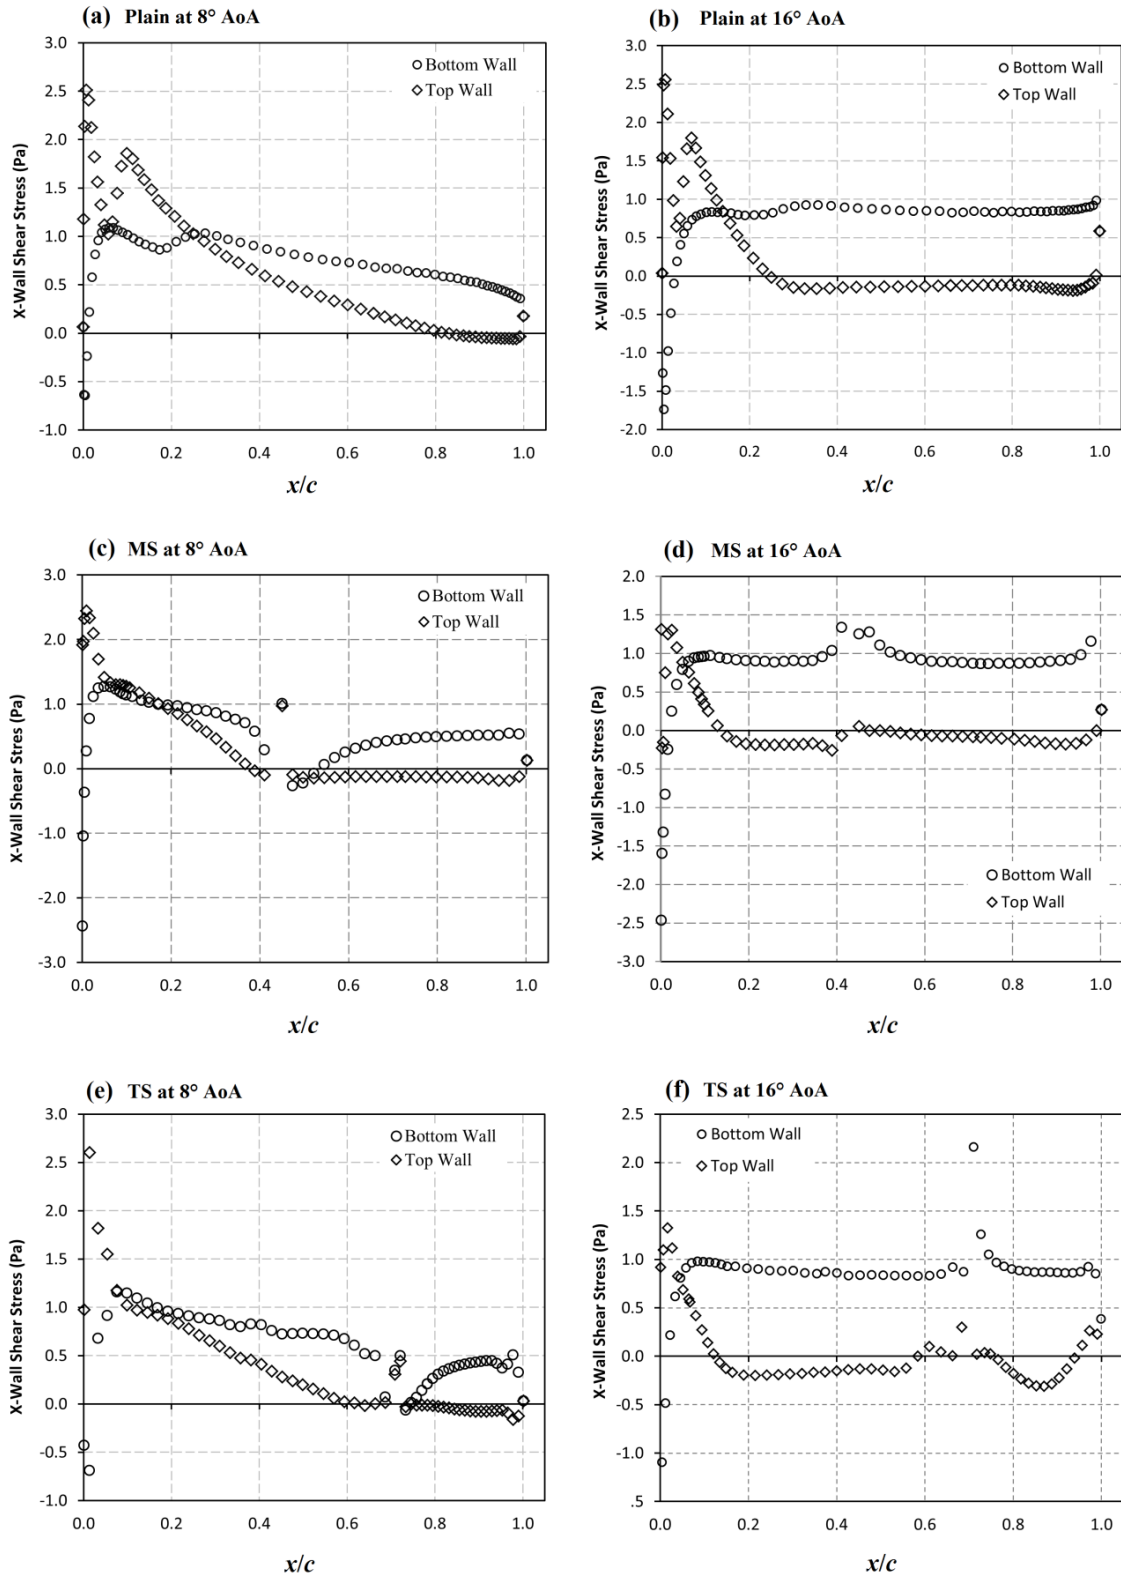 (a) Plain at 8° AoA
3.0
2.5
2.0
1.5
1.0
0.5
0.0
-0.5
-1.0
X-Wall Shear Stress (Pa)
Bottom Wall
Top Wall
0.0 0.2 0.4 0.6 0.8 1.0
x/c
(b) Plain at 16° AoA
3.0
2.5
2.0
1.5
1.0
0.5
0.0
-0.5
-1.0
-1.5
-2.0
X-Wall Shear Stress (Pa)
Bottom Wall
Top Wall
0.0 0.2 0.4 0.6 0.8 1.0
x/c
(c) MS at 8° AoA
3.0
2.0
1.0
0.0
-1.0
-2.0
-3.0
X-Wall Shear Stres (Pa)
Bottom Wall
Top Wall
0.0 0.2 0.4 0.6 0.8 1.0
x/c
(d) MS at 16° AoA
2.0
1.5
1.0
0.5
0.0
-0.5
-1.0
-1.5
-2.0
-2.5
-3.0
X-Wall Shear Stress (Pa)
Bottom Wall
Top Wall
0.0 0.2 0.4 0.6 0.8 1.0
x/c
(e) TS at 8° AoA
3.0
2.5
2.0
1.5
1.0
0.5
0.0
-0.5
-1.0
X-Wall Shear Stress (Pa)
Bottom Wall
Top Wall
0.0 0.2 0.4 0.6 0.8 1.0
x/c
(f) TS at 16° AoA
2.5
2.0
1.5
1.0
0.5
0.0
-0.5
-1.0
.5
X-Wall Shear Stress (Pa)
Bottom Wall
Top Wall
0.0 0.2 0.4 0.6 0.8 1.0
x/c